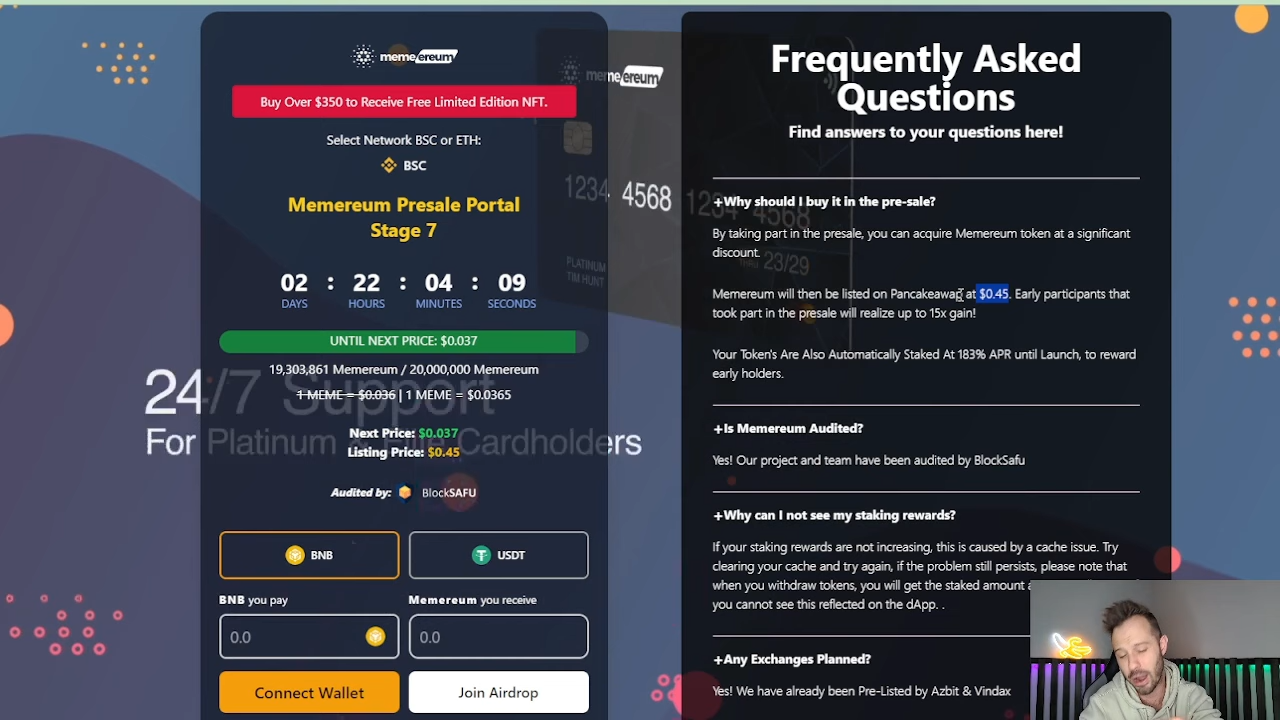 memeereum
Buy Over $350 to Receive Free Limited Edition NFT.
Select Network BSC or ETH:
BSC
Memereum Presale Portal
Stage 7
02 : 22 : 04 : 09
DAYS HOURS MINUTES SECONDS
UNTIL NEXT PRICE: $0.037
19,303,861 Memereum / 20,000,000 Memereum
1 MEME = $0.036 | 1 MEME = $0.0365
Next Price: $0.037
Listing Price: $0.45
Audited by: BlockSAFU
BNB USDT
BNB you pay Memereum you receive
0.0 0.0
Connect Wallet Join Airdrop
24/7 Support
For Platinum & Elite Cardholders
memeereum
1234 4568 1234 4568
23/29
PLATINUM
TIM HUNT
Frequently Asked
Questions
Find answers to your questions here!
+Why should I buy it in the pre-sale?
By taking part in the presale, you can acquire Memereum token at a significant
discount.
Memereum will then be listed on Pancakeawap at $0.45. Early participants that
took part in the presale will realize up to 15x gain!
Your Token's Are Also Automatically Staked At 183% APR until Launch, to reward
early holders.
+Is Memereum Audited?
Yes! Our project and team have been audited by BlockSafu
+Why can I not see my staking rewards?
If your staking rewards are not increasing, this is caused by a cache issue. Try
clearing your cache and try again, if the problem still persists, please note that
when you withdraw tokens, you will get the staked amount
you cannot see this reflected on the dApp. .
+Any Exchanges Planned?
Yes! We have already been Pre-Listed by Azbit & Vindax